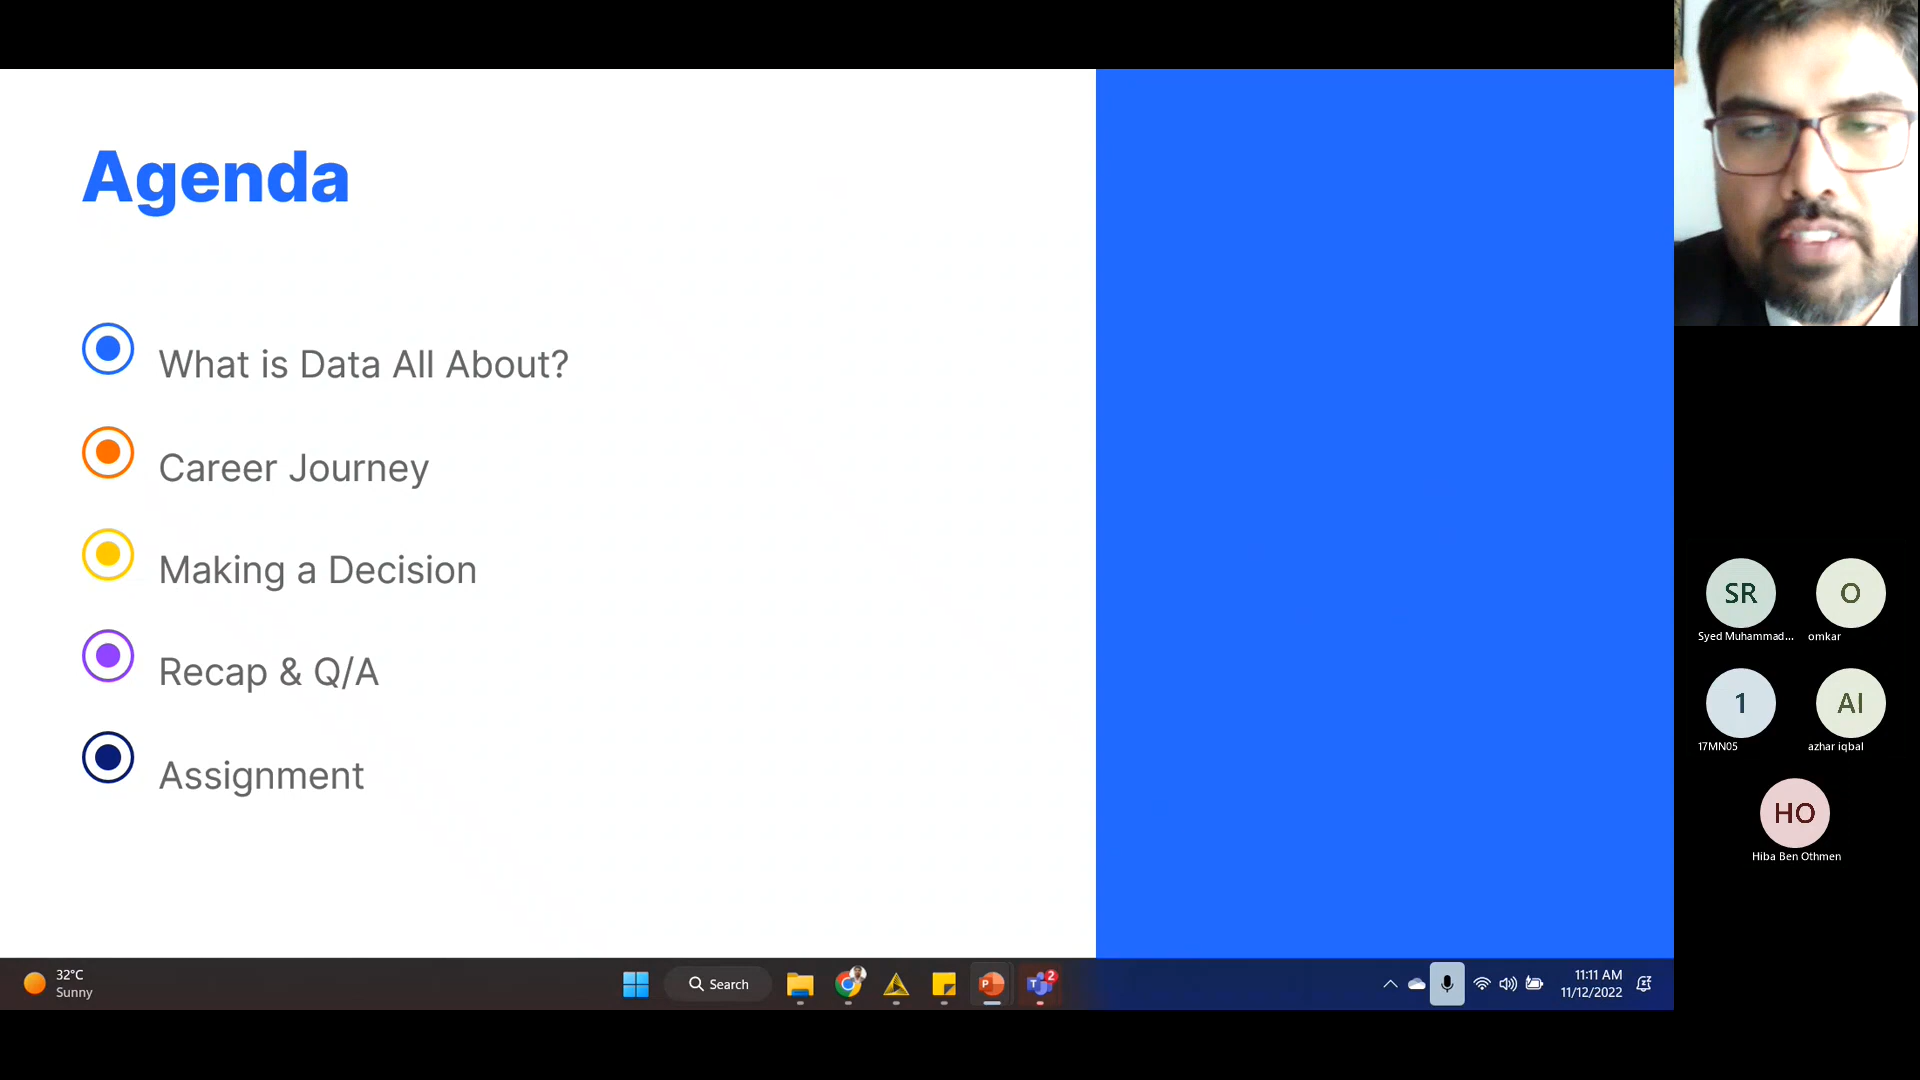 Agenda
What is Data All About?
Career Journey
Making a Decision
Recap & Q/A
Assignment
SR
Syed Muhammad...
O
omkar
1
17MN05
AI
azhar iqbal
HO
Hiba Ben Othmen
32°C
Sunny
Search
2
11:11 AM
11/12/2022